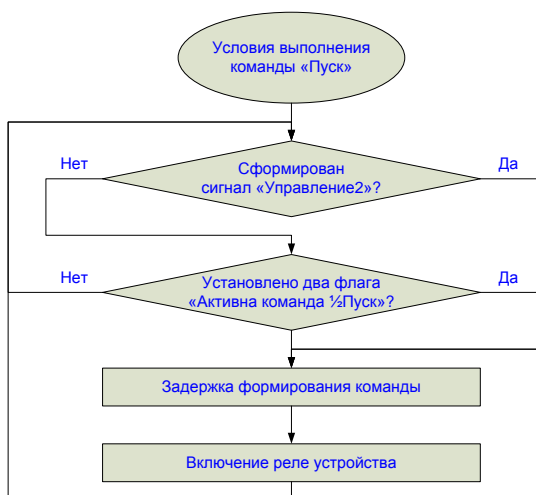 Условия выполнения
команды «Пуск»
Нет
Да
Сформирован
сигнал «Управление2»?
Нет
Да
Установлено два флага
«Активна команда ½Пуск»?
Задержка формирования команды
Включение реле устройства